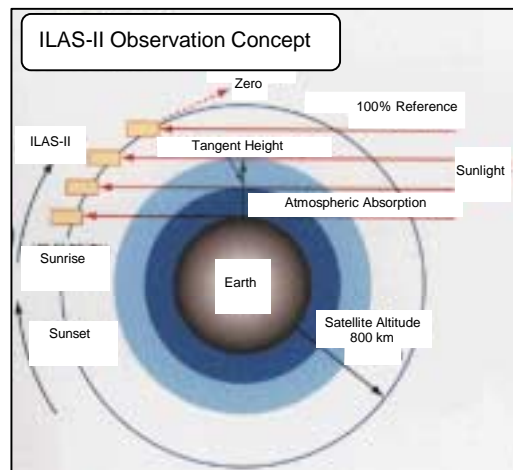 ILAS-II Observation Concept
Zero
100% Reference
ILAS-II
Tangent Height
Sunlight
Atmospheric Absorption
Sunrise
Earth
Satellite Altitude
800 km
Sunset